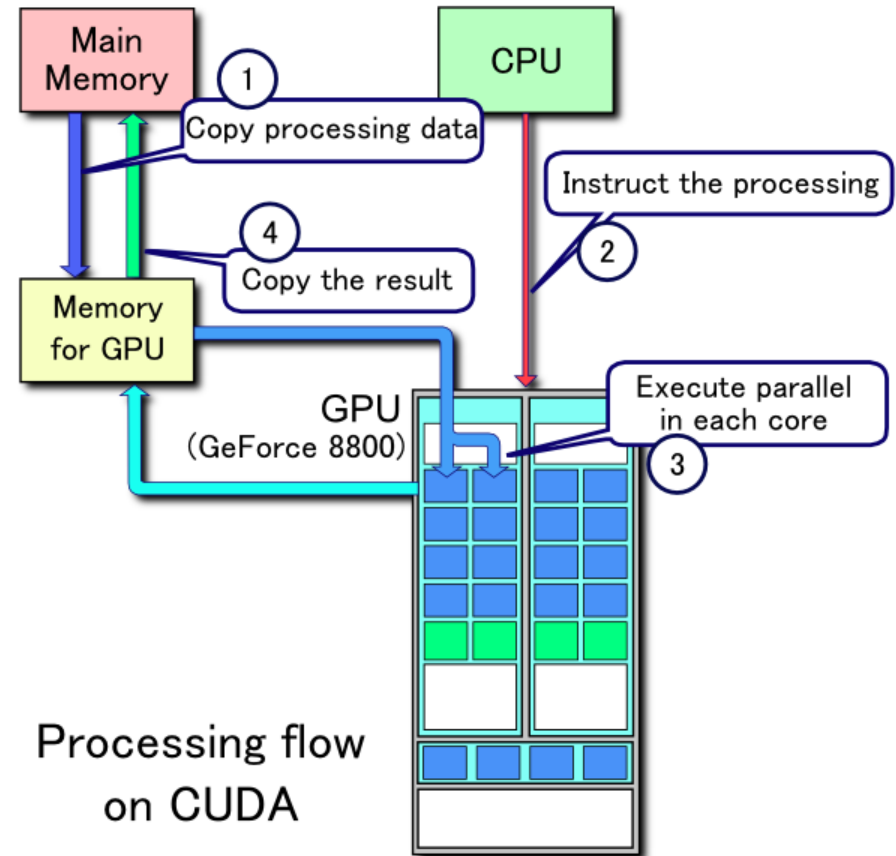 Main
Memory
CPU
1
Copy processing data
Instruct the processing
2
4
Copy the result
Memory
for GPU
GPU
(GeForce 8800)
Execute parallel
in each core
3
Processing flow
on CUDA